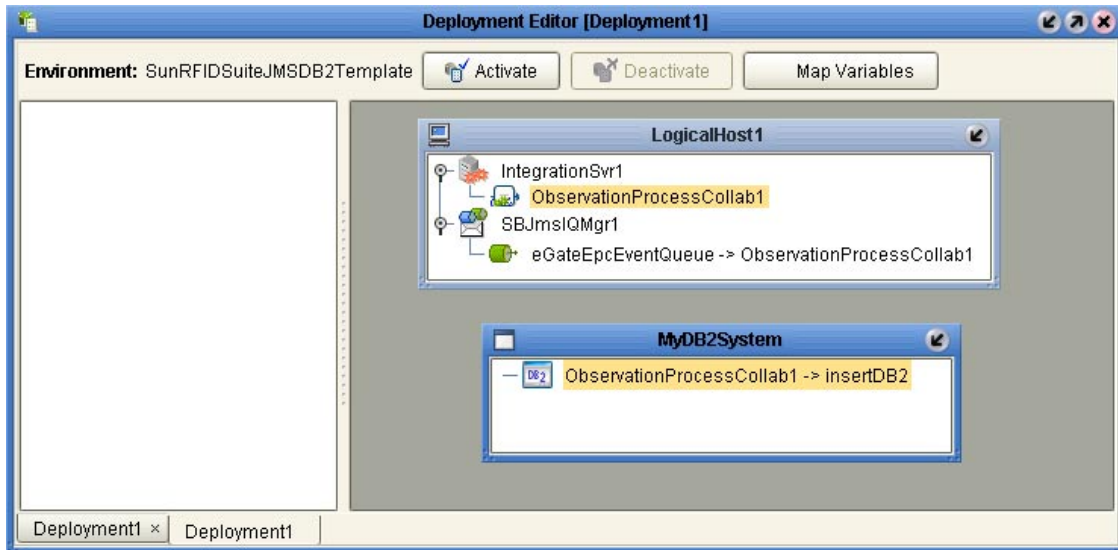 Deployment Editor [Deployment1]
Environment: SunRFIDSuiteJMSDB2Template Activate Deactivate Map Variables
LogicalHost1
IntegrationSvr1
ObservationProcessCollab1
SBJmsIQMgr1
eGateEpcEventQueue -> ObservationProcessCollab1
MyDB2System
DB2 ObservationProcessCollab1 -> insertDB2
Deployment1 × Deployment1